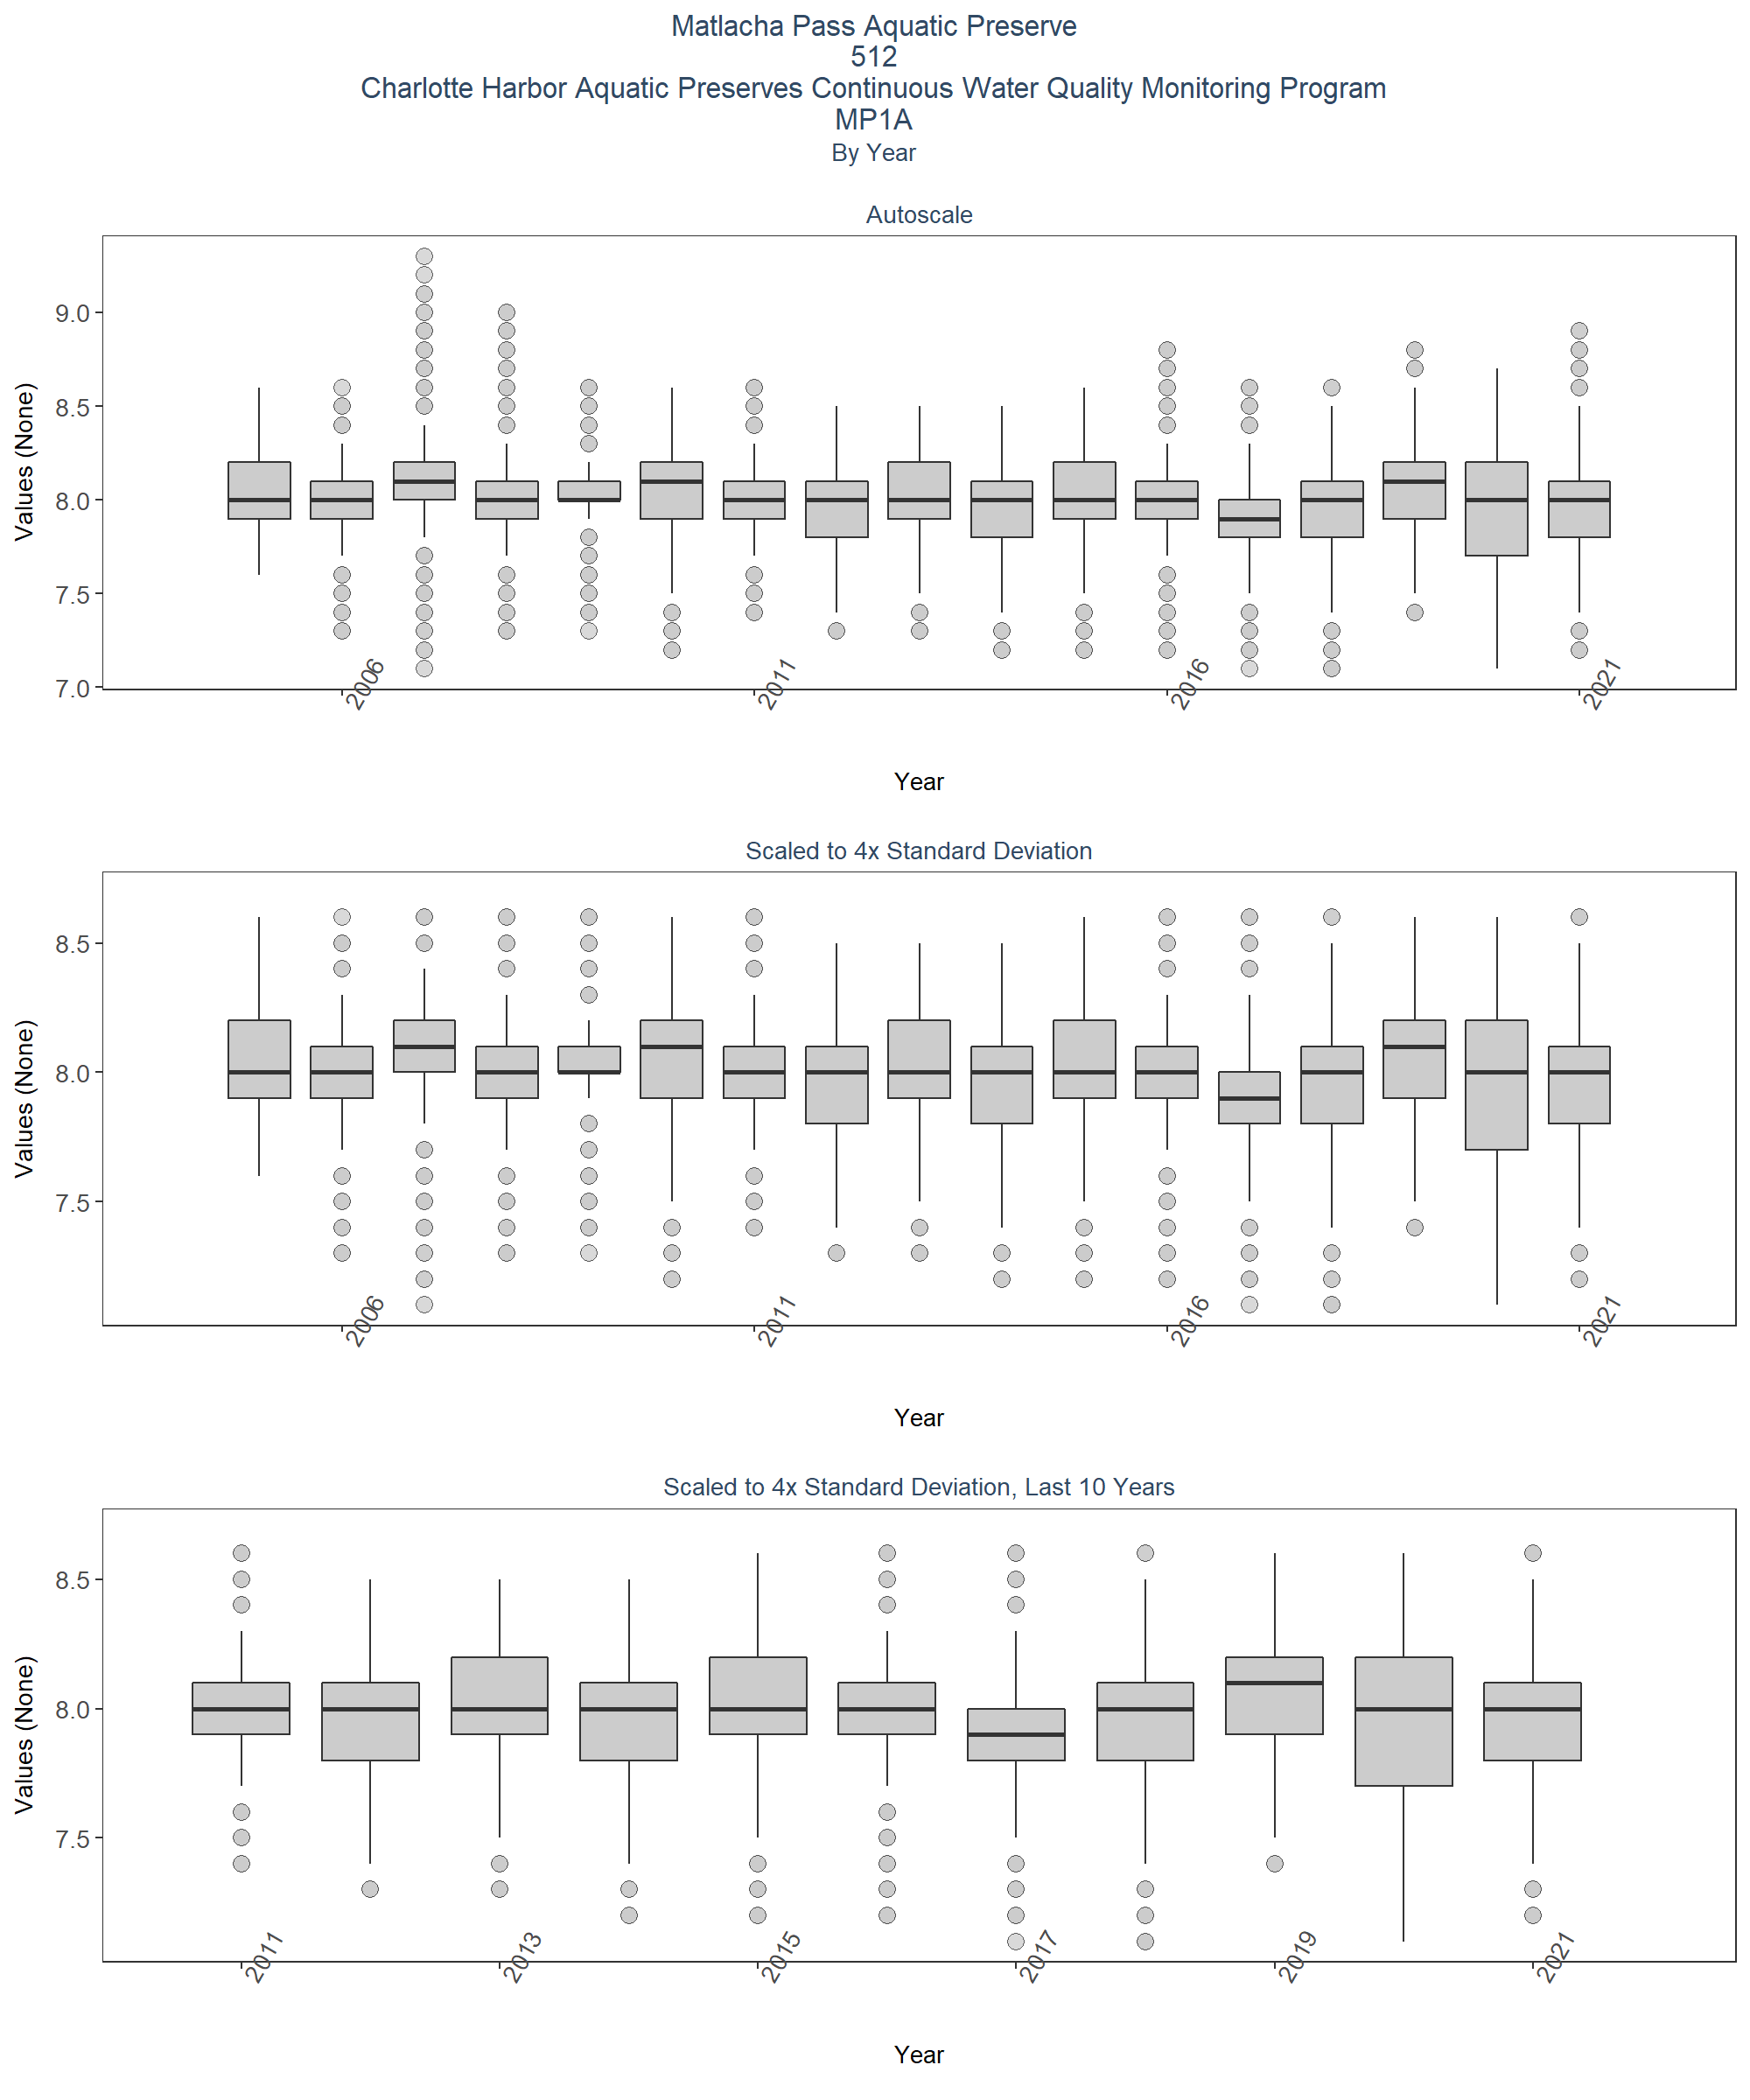 Matlacha Pass Aquatic Preserve
512
Charlotte Harbor Aquatic Preserves Continuous Water Quality Monitoring Program
MP1A
By Year
Autoscale
Values (None)
9.0
8.5
8.0
7.5
7.0
2006
2011
2016
2021
Year
Scaled to 4x Standard Deviation
Values (None)
8.5
8.0
7.5
2006
2011
2016
2021
Year
Scaled to 4x Standard Deviation, Last 10 Years
Values (None)
8.5
8.0
7.5
2011
2013
2015
2017
2019
2021
Year